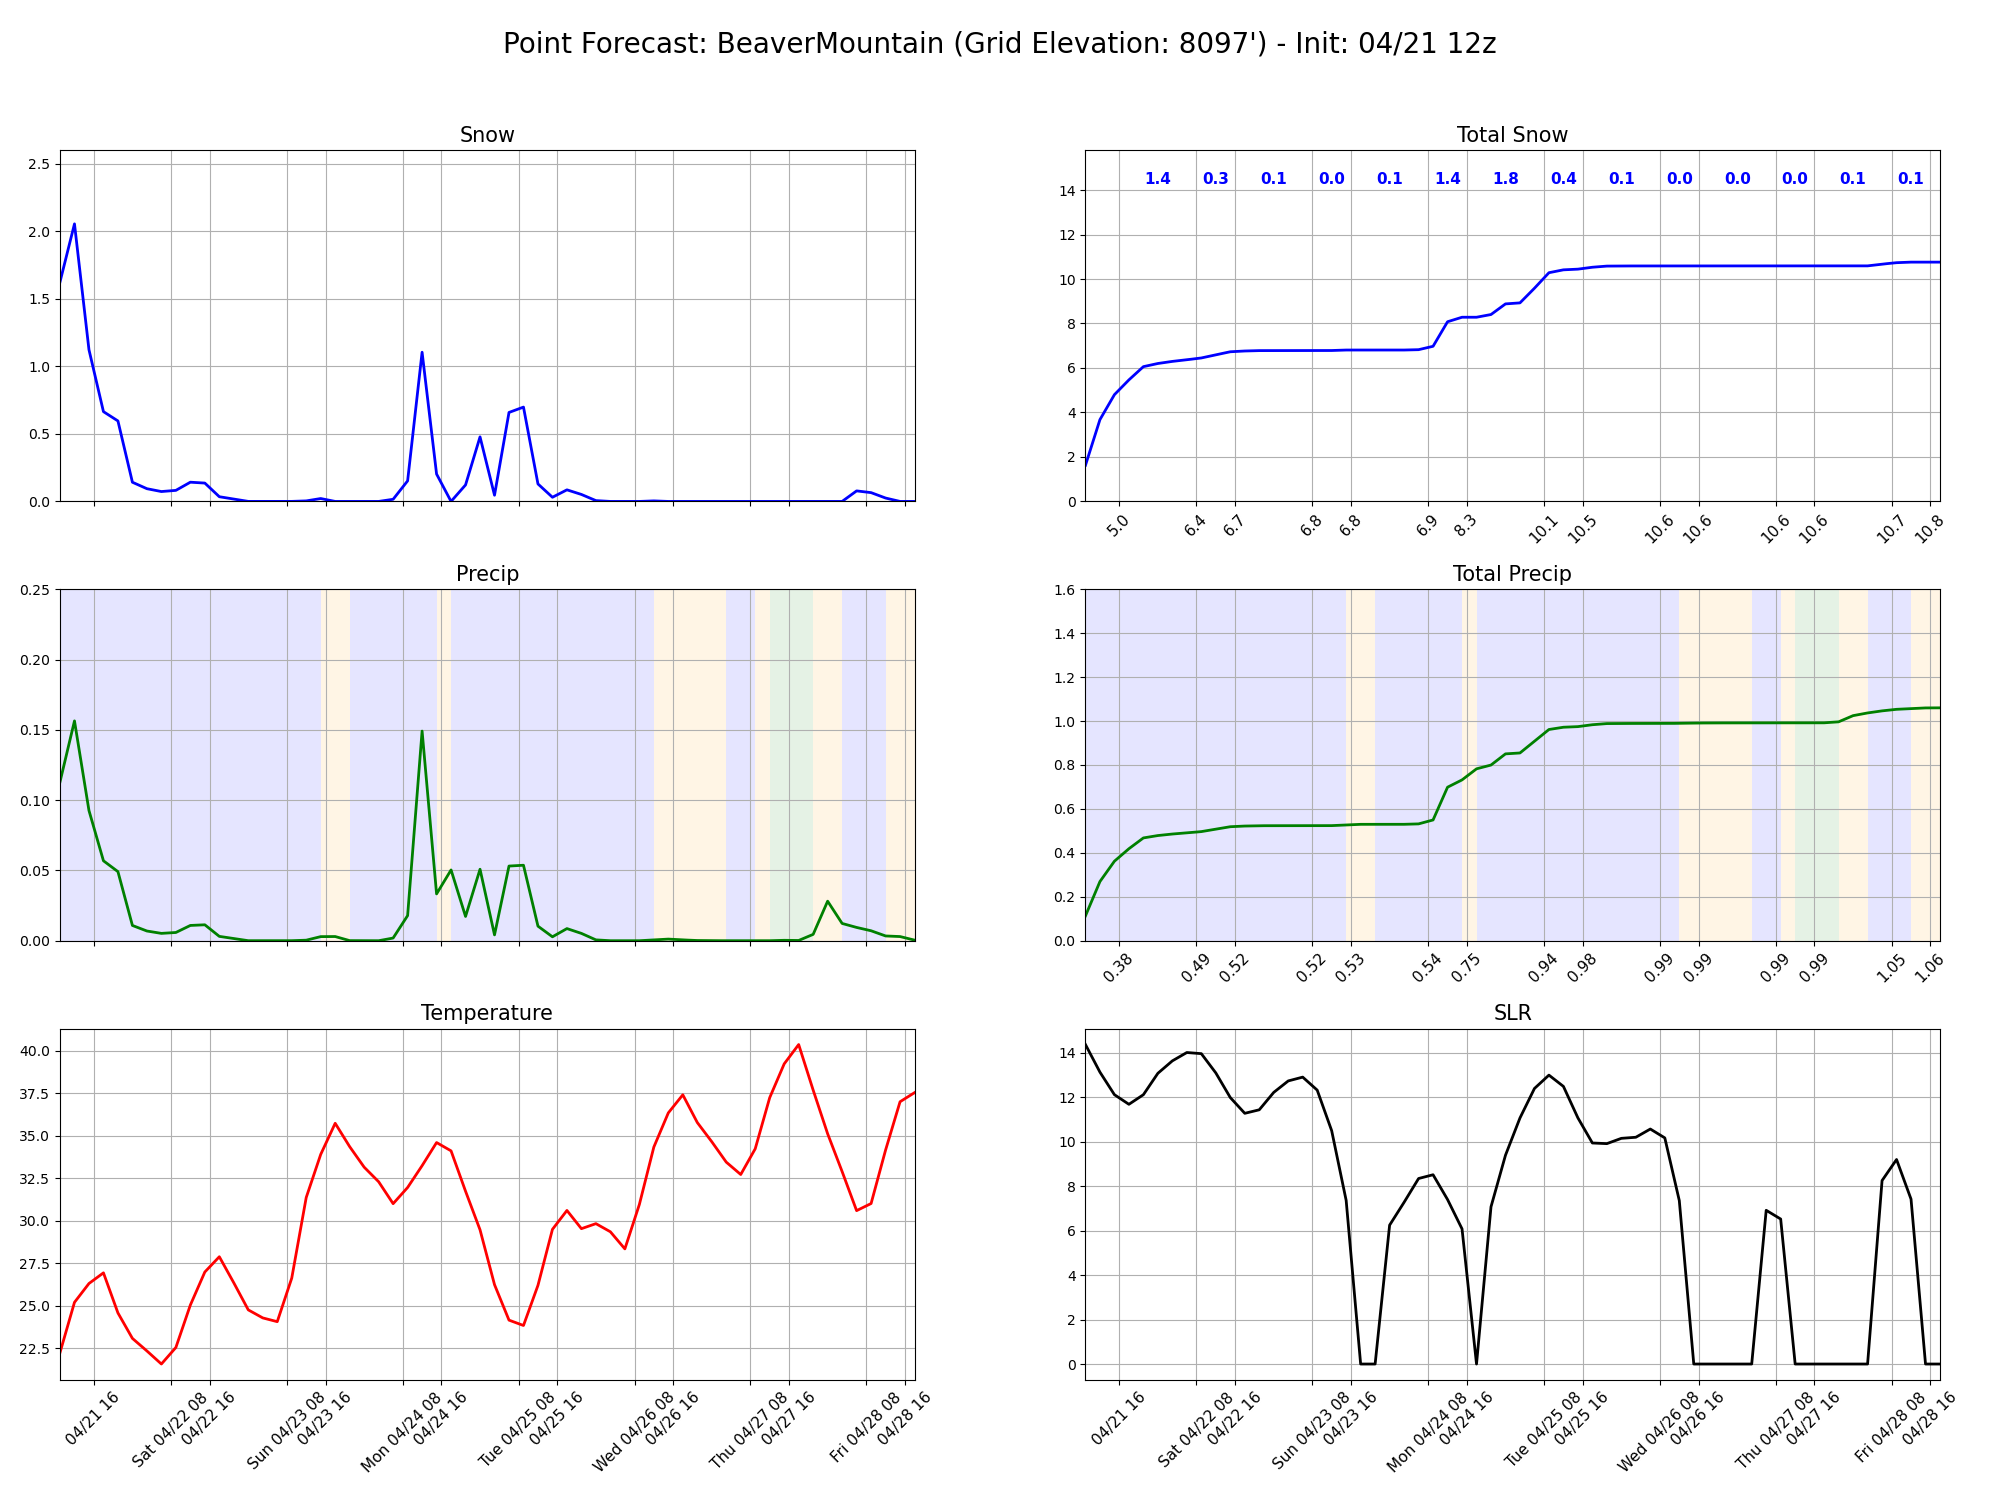 Point Forecast: BeaverMountain (Grid Elevation: 8097') - Init: 04/21 12z
Snow
2.5
2.0
1.5
1.0
0.5
0.0
Total Snow
1.4 0.3 0.1 0.0 0.1 1.4 1.8 0.4 0.1 0.0 0.0 0.0 0.1 0.1
14
12
10
8
6
4
2
0
5.0 6.4 6.7 6.8 6.8 6.9 8.3 10.1 10.5 10.6 10.6 10.6 10.6 10.7 10.8
Precip
0.25
0.20
0.15
0.10
0.05
0.00
Total Precip
1.6
1.4
1.2
1.0
0.8
0.6
0.4
0.2
0.0
0.38 0.49 0.52 0.52 0.53 0.54 0.75 0.94 0.98 0.99 0.99 0.99 0.99 1.05 1.06
Temperature
40.0
37.5
35.0
32.5
30.0
27.5
25.0
22.5
04/21 16
Sat 04/22 08
04/22 16
Sun 04/23 08
04/23 16
Mon 04/24 08
04/24 16
Tue 04/25 08
04/25 16
Wed 04/26 08
04/26 16
Thu 04/27 08
04/27 16
Fri 04/28 08
04/28 16
SLR
14
12
10
8
6
4
2
0
04/21 16
Sat 04/22 08
04/22 16
Sun 04/23 08
04/23 16
Mon 04/24 08
04/24 16
Tue 04/25 08
04/25 16
Wed 04/26 08
04/26 16
Thu 04/27 08
04/27 16
Fri 04/28 08
04/28 16